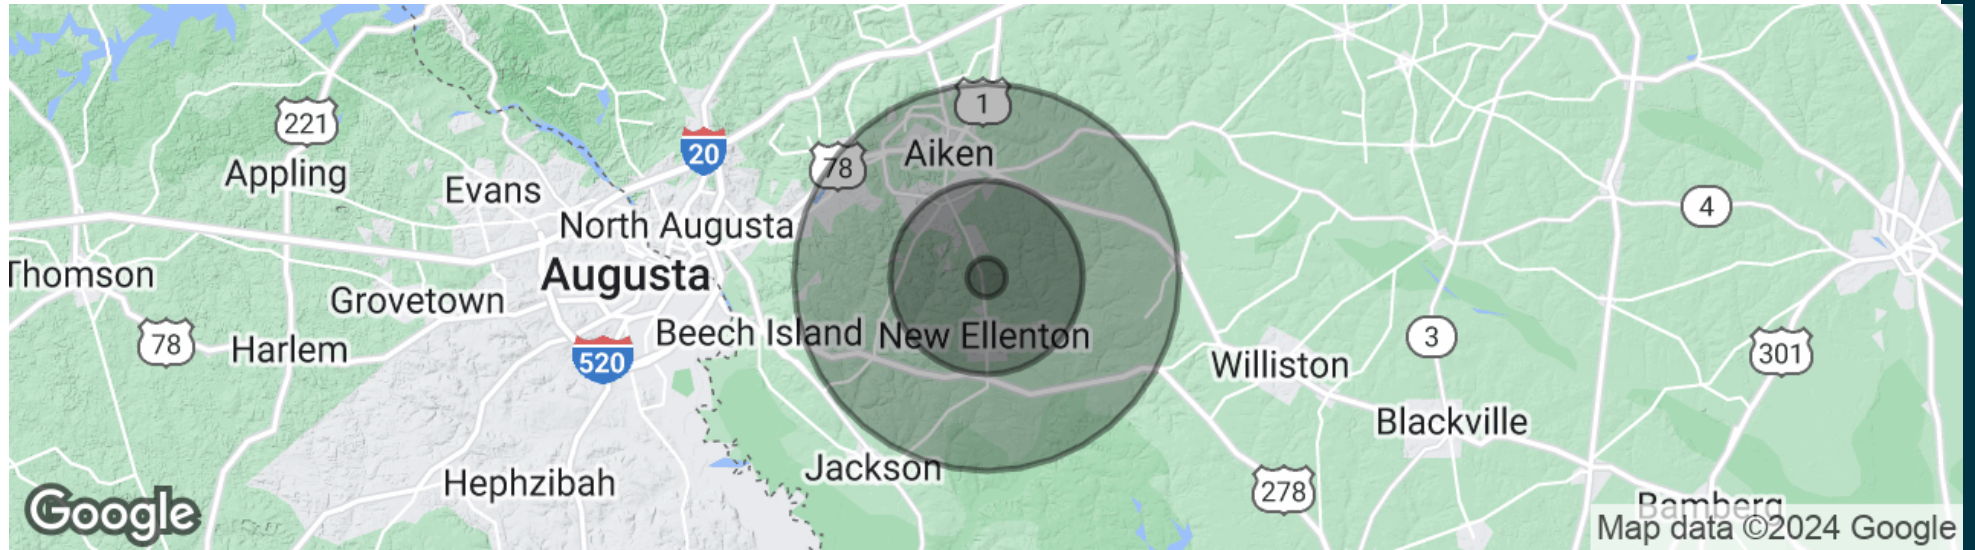 1
221
20
Appling
Aiken
78
Evans
4
North Augusta
Thomson
Augusta
Grovetown
Beech Island
New Ellenton
3
78
Harlem
520
Williston
301
Blackville
Jackson
Hephzibah
278
Bamberg
Google
Map data ©2024 Google